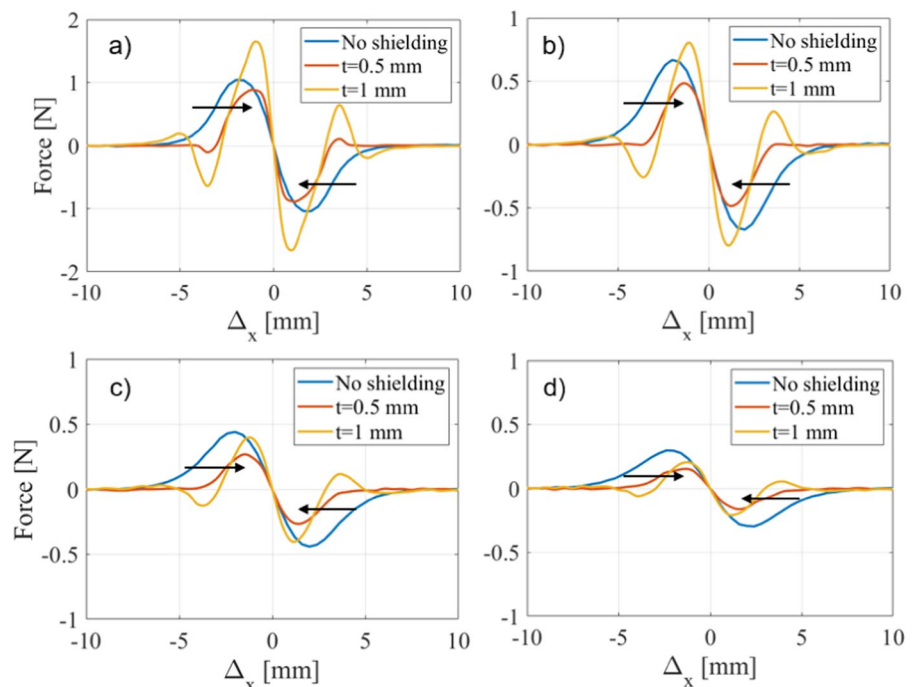 a)
No shielding
t=0.5 mm
t=1 mm
Force [N]
2
1
0
-1
-2
-10
-5
0
5
10
Δx [mm]
b)
No shielding
t=0.5 mm
t=1 mm
1
0.5
0
-0.5
-1
-10
-5
0
5
10
Δx [mm]
c)
No shielding
t=0.5 mm
t=1 mm
Force [N]
1
0.5
0
-0.5
-1
-10
-5
0
5
10
Δx [mm]
d)
No shielding
t=0.5 mm
t=1 mm
1
0.5
0
-0.5
-1
-10
-5
0
5
10
Δx [mm]